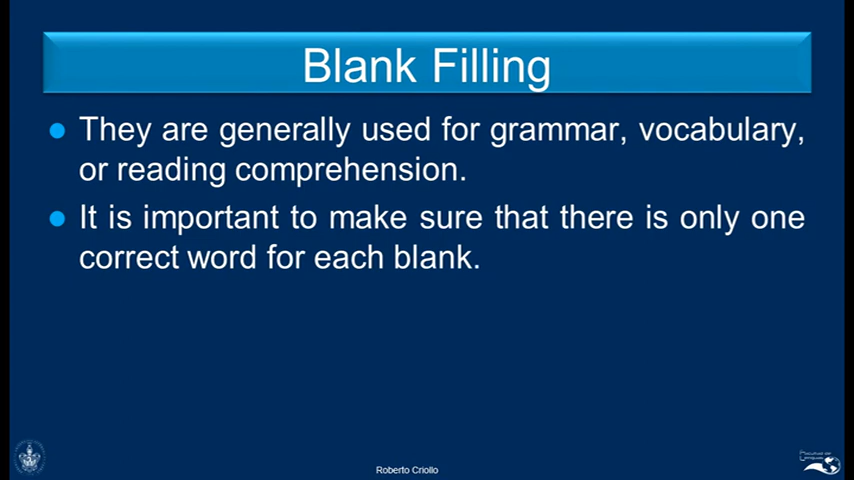 Blank Filling
They are generally used for grammar, vocabulary,
or reading comprehension.
It is important to make sure that there is only one
correct word for each blank.
Roberto Criollo